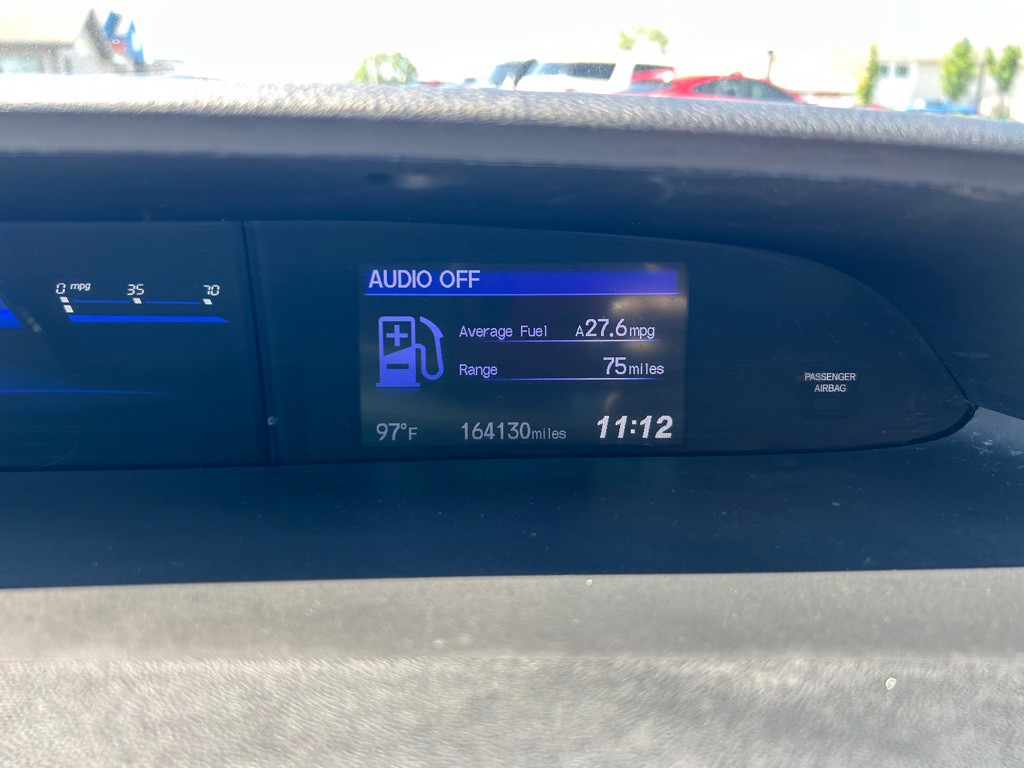 AUDIO OFF
0 mpg 35 70
Average Fuel A27.6mpg
Range 75miles
PASSENGER
AIRBAG
97°F 164130miles 11:12